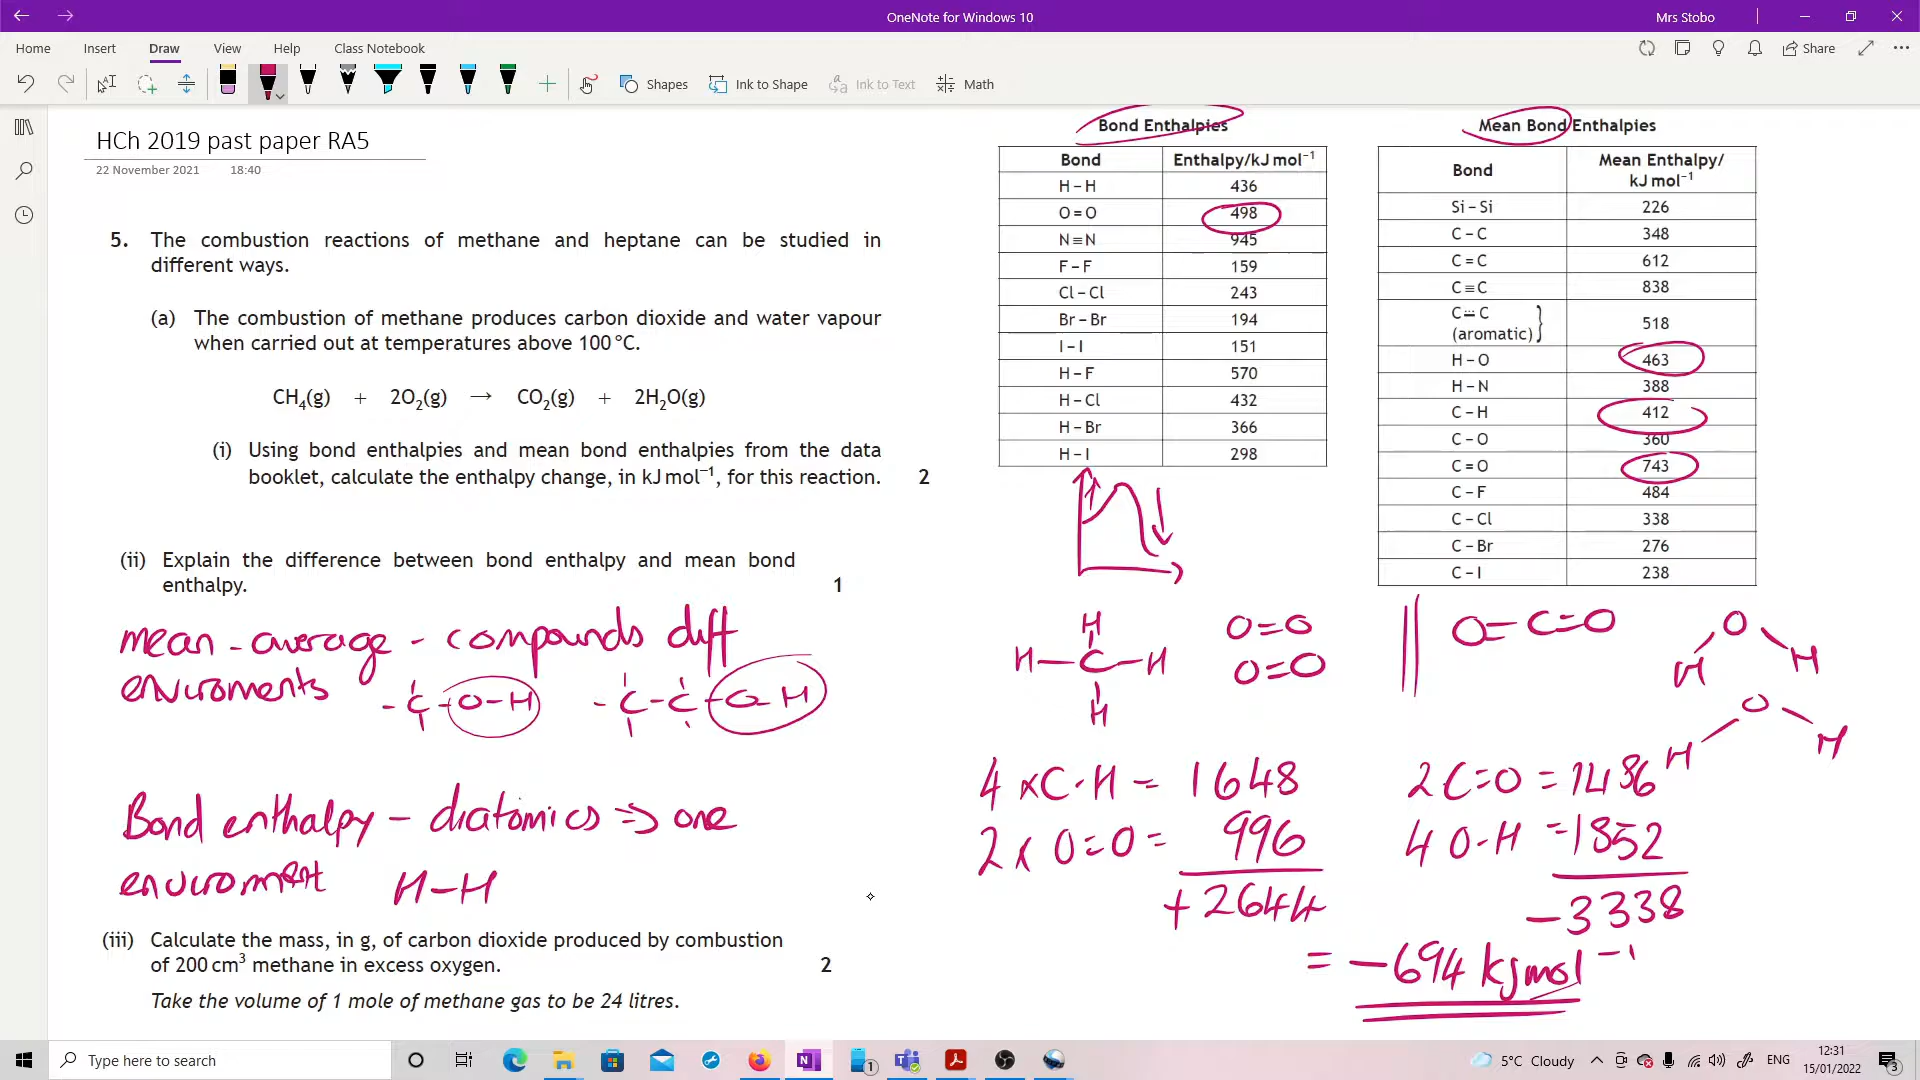 OneNote for Windows 10
Mrs Stobo
Home Insert Draw View Help Class Notebook
Share
Shapes Ink to Shape Ink to Text Math
HCh 2019 past paper RA5
22 November 2021 18:40
5. The combustion reactions of methane and heptane can be studied in
different ways.
(a) The combustion of methane produces carbon dioxide and water vapour
when carried out at temperatures above 100 °C.
CH₄(g) + 2O₂(g) → CO₂(g) + 2H₂O(g)
(i) Using bond enthalpies and mean bond enthalpies from the data
booklet, calculate the enthalpy change, in kJ mol⁻¹, for this reaction. 2
(ii) Explain the difference between bond enthalpy and mean bond
enthalpy. 1
mean - average - compounds diff
enviroments
- C - O - H - C - C - O - H
Bond enthalpy - diatomics ⇒ one
enviroment H - H
(iii) Calculate the mass, in g, of carbon dioxide produced by combustion
of 200 cm³ methane in excess oxygen. 2
Take the volume of 1 mole of methane gas to be 24 litres.
Bond Enthalpies
Bond Enthalpy/kJ mol⁻¹
H – H 436
O = O 498
N ≡ N 945
F – F 159
Cl – Cl 243
Br – Br 194
I – I 151
H – F 570
H – Cl 432
H – Br 366
H – I 298
Mean Bond Enthalpies
Bond Mean Enthalpy/
kJ mol⁻¹
Si – Si 226
C – C 348
C = C 612
C ≡ C 838
C ⩸ C
(aromatic) } 518
H – O 463
H – N 388
C – H 412
C – O 360
C = O 743
C – F 484
C – Cl 338
C – Br 276
C – I 238
H
H - C - H
H
O = O
O = O
O = C = O
O
H H
O
H H
4 x C - H = 1648
2 x O = O = 996
+ 2644
2 C = O = 1486
4 O - H = 1852
- 3338
= - 694 kJmol⁻¹
Type here to search
5°C Cloudy
ENG
12:31
15/01/2022
1
3